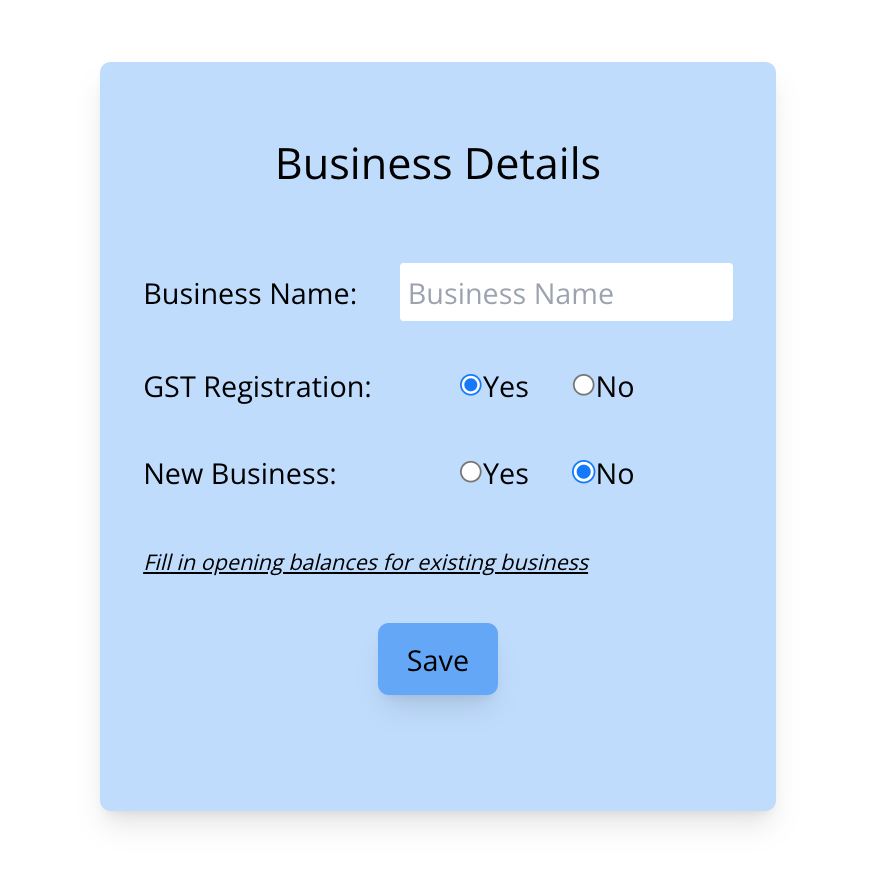 Business Details
Business Name: Business Name
GST Registration: Yes No
New Business: Yes No
Fill in opening balances for existing business
Save